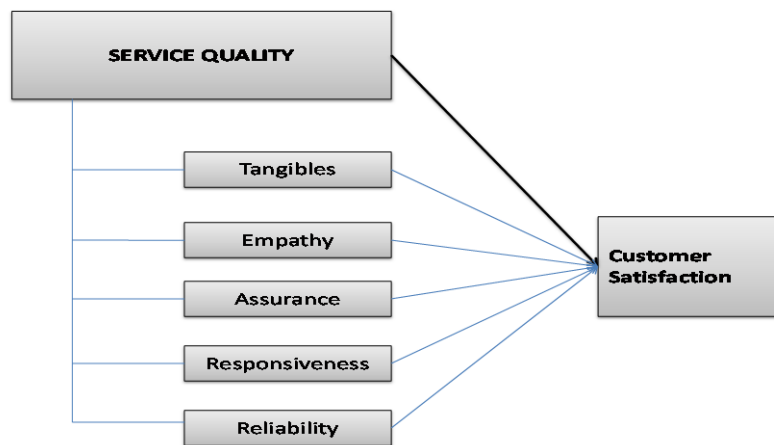 SERVICE QUALITY
Tangibles
Empathy
Customer
Satisfaction
Assurance
Responsiveness
Reliability